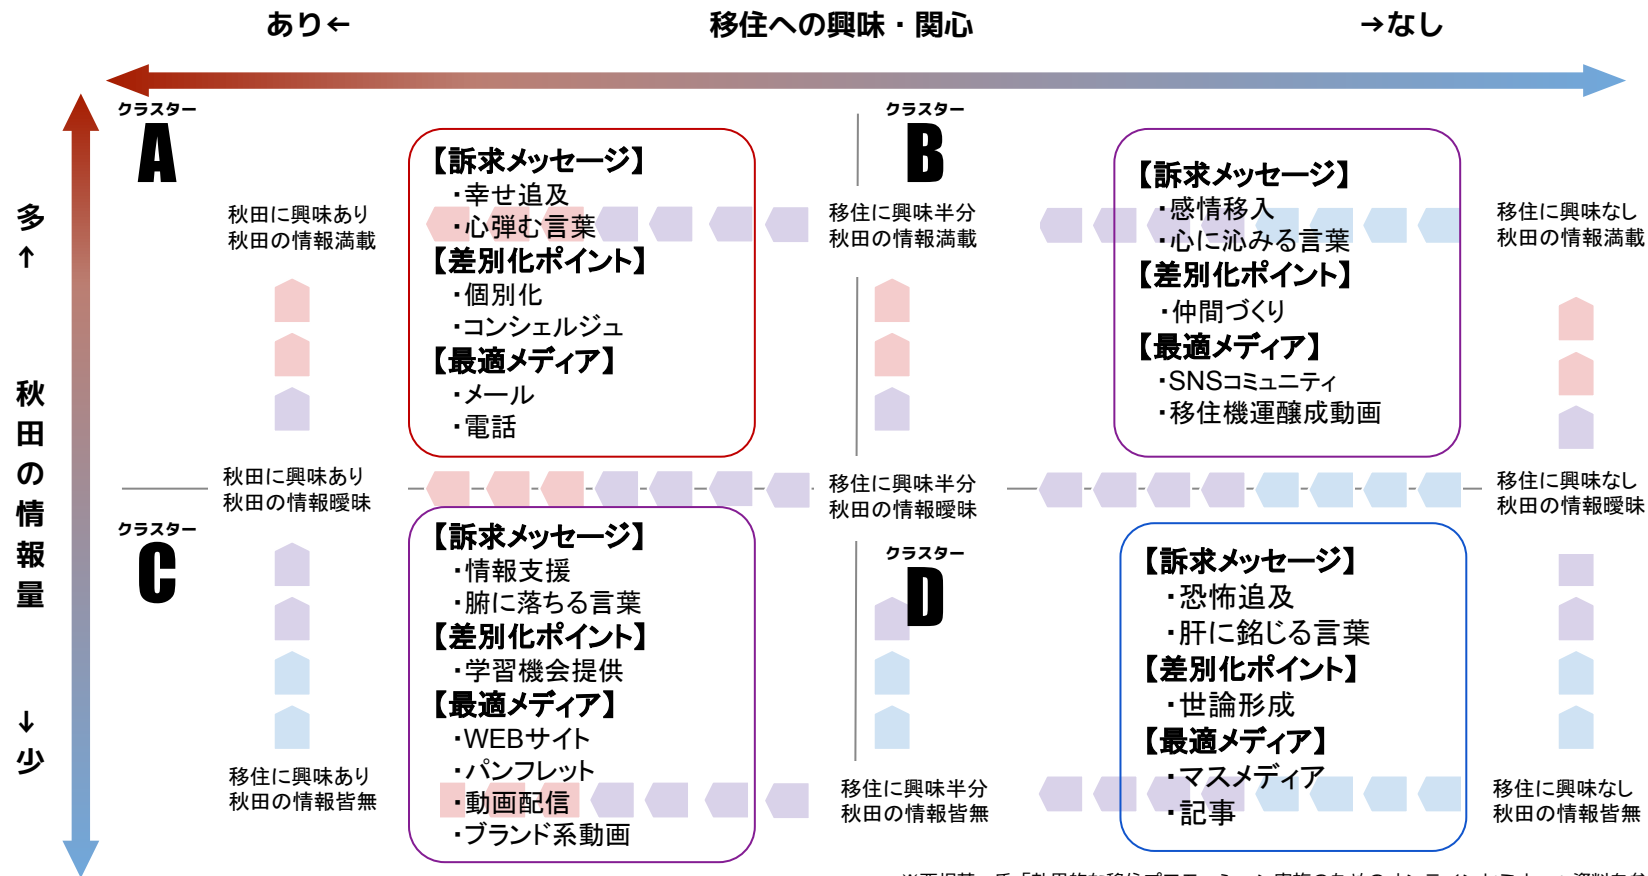 あり←
移住への興味・関心
→なし
クラスター
A
秋田に興味あり
秋田の情報満載
【訴求メッセージ】
・幸せ追及
・心弾む言葉
【差別化ポイント】
・個別化
・コンシェルジュ
【最適メディア】
・メール
・電話
クラスター
B
移住に興味半分
秋田の情報満載
【訴求メッセージ】
・感情移入
・心に沁みる言葉
【差別化ポイント】
・仲間づくり
【最適メディア】
・SNSコミュニティ
・移住機運醸成動画
移住に興味なし
秋田の情報満載
多
↑
秋田の情報量
↓
少
秋田に興味あり
秋田の情報曖昧
移住に興味半分
秋田の情報曖昧
移住に興味なし
秋田の情報曖昧
クラスター
C
【訴求メッセージ】
・情報支援
・腑に落ちる言葉
【差別化ポイント】
・学習機会提供
【最適メディア】
・WEBサイト
・パンフレット
・動画配信
・ブランド系動画
移住に興味あり
秋田の情報皆無
クラスター
D
【訴求メッセージ】
・恐怖追及
・肝に銘じる言葉
【差別化ポイント】
・世論形成
【最適メディア】
・マスメディア
・記事
移住に興味半分
秋田の情報皆無
移住に興味なし
秋田の情報皆無